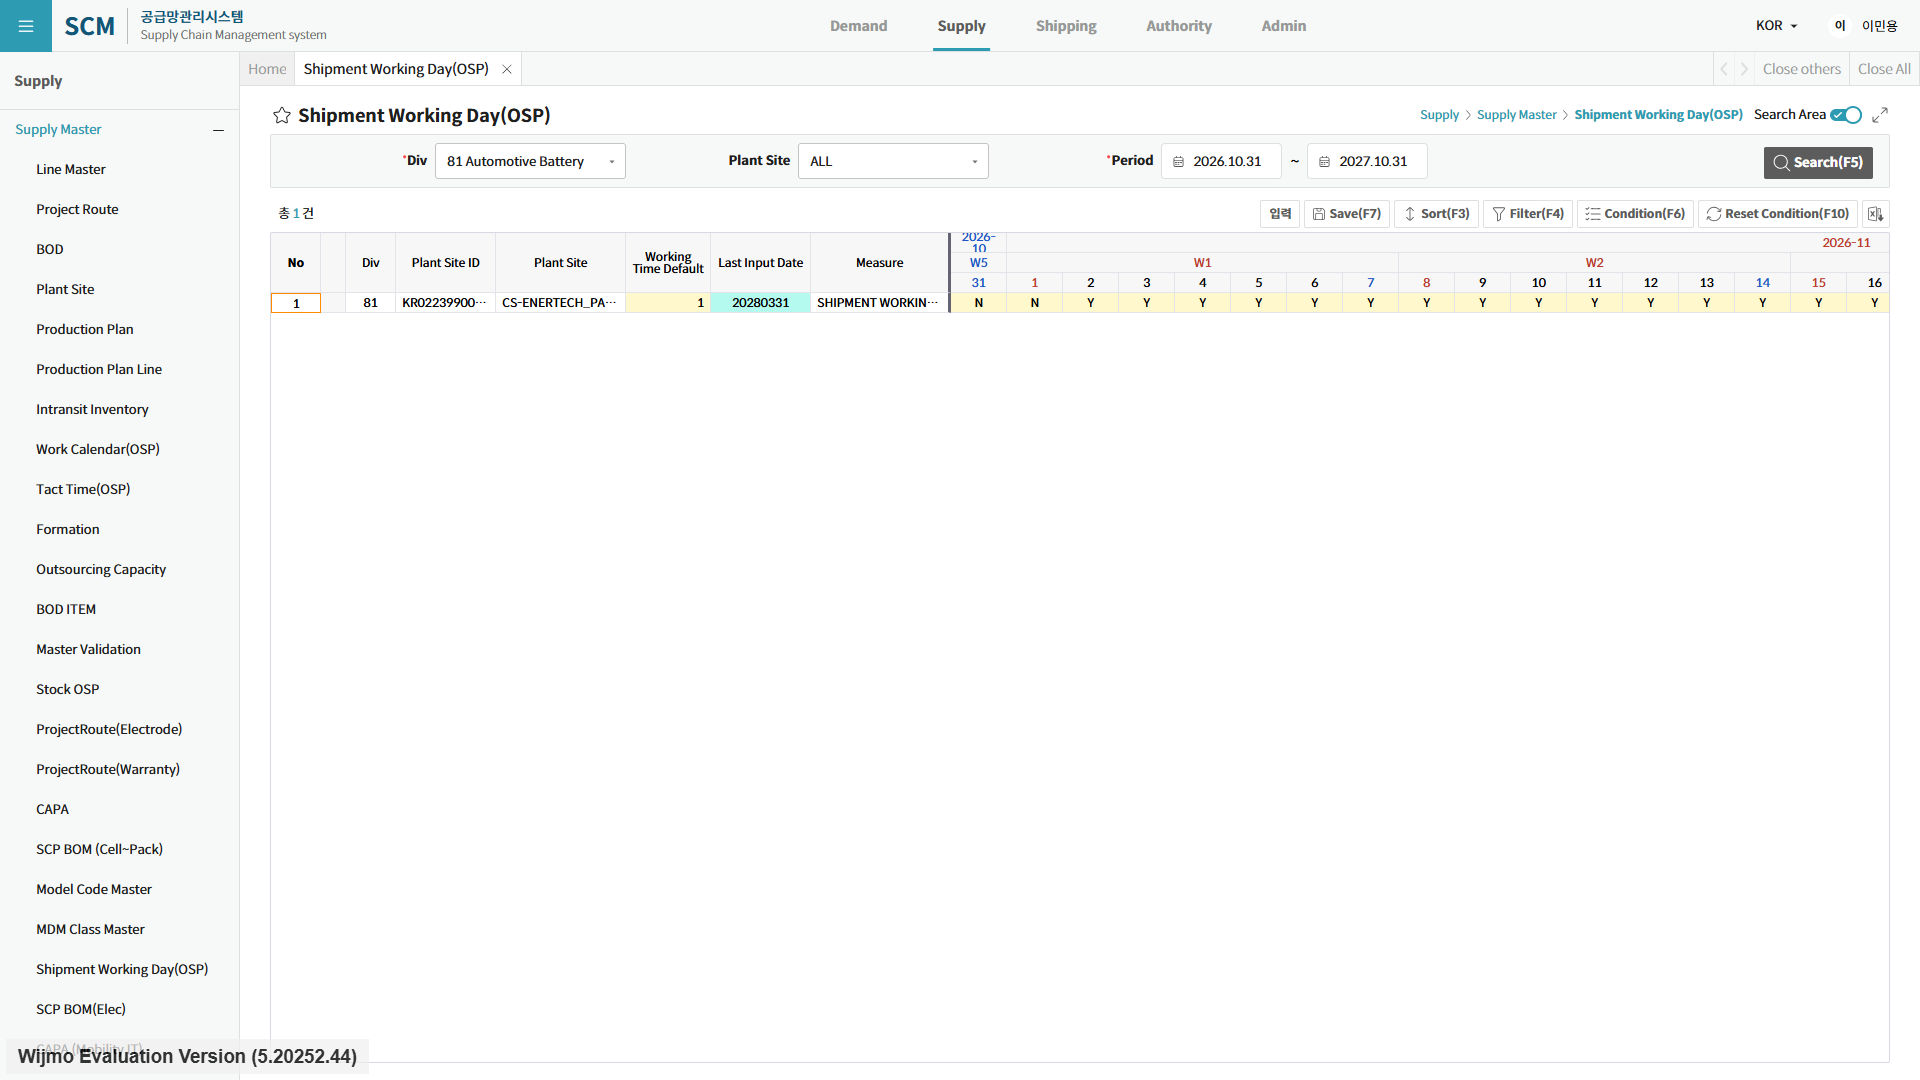 SCM
공급망관리시스템
Supply Chain Management system
Demand
Supply
Shipping
Authority
Admin
KOR
이
이민용
Supply
Home
Shipment Working Day(OSP)
Close others
Close All
Supply Master
Line Master
Project Route
BOD
Plant Site
Production Plan
Production Plan Line
Intransit Inventory
Work Calendar(OSP)
Tact Time(OSP)
Formation
Outsourcing Capacity
BOD ITEM
Master Validation
Stock OSP
ProjectRoute(Electrode)
ProjectRoute(Warranty)
CAPA
SCP BOM (Cell~Pack)
Model Code Master
MDM Class Master
Shipment Working Day(OSP)
SCP BOM(Elec)
CAPA (Mobility IT)
Wijmo Evaluation Version (5.20252.44)
Shipment Working Day(OSP)
Supply > Supply Master > Shipment Working Day(OSP)
Search Area
*Div
81 Automotive Battery
Plant Site
ALL
*Period
2026.10.31
~
2027.10.31
Search(F5)
총 1 건
입력
Save(F7)
Sort(F3)
Filter(F4)
Condition(F6)
Reset Condition(F10)
No
Div
Plant Site ID
Plant Site
Working Time Default
Last Input Date
Measure
2026-10
2026-11
W5
W1
W2
31 1 2 3 4 5 6 7 8 9 10 11 12 13 14 15 16
1 81 KR02239900··· CS-ENERTECH_PA··· 1 20280331 SHIPMENT WORKIN··· N N Y Y Y Y Y Y Y Y Y Y Y Y Y Y Y